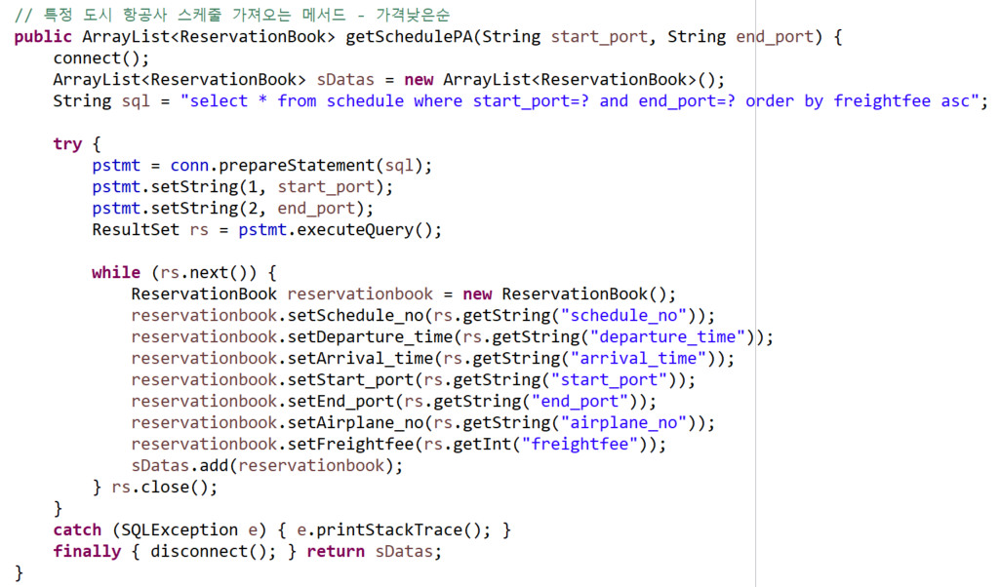 // 특정 도시 항공사 스케줄 가져오는 메서드 - 가격낮은순
public ArrayList<ReservationBook> getSchedulePA(String start_port, String end_port) {
    connect();
    ArrayList<ReservationBook> sDatas = new ArrayList<ReservationBook>();
    String sql = "select * from schedule where start_port=? and end_port=? order by freightfee asc";
    try {
        pstmt = conn.prepareStatement(sql);
        pstmt.setString(1, start_port);
        pstmt.setString(2, end_port);
        ResultSet rs = pstmt.executeQuery();
        while (rs.next()) {
            ReservationBook reservationbook = new ReservationBook();
            reservationbook.setSchedule_no(rs.getString("schedule_no"));
            reservationbook.setDeparture_time(rs.getString("departure_time"));
            reservationbook.setArrival_time(rs.getString("arrival_time"));
            reservationbook.setStart_port(rs.getString("start_port"));
            reservationbook.setEnd_port(rs.getString("end_port"));
            reservationbook.setAirplane_no(rs.getString("airplane_no"));
            reservationbook.setFreightfee(rs.getInt("freightfee"));
            sDatas.add(reservationbook);
        } rs.close();
    }
    catch (SQLException e) { e.printStackTrace(); }
    finally { disconnect(); } return sDatas;
}